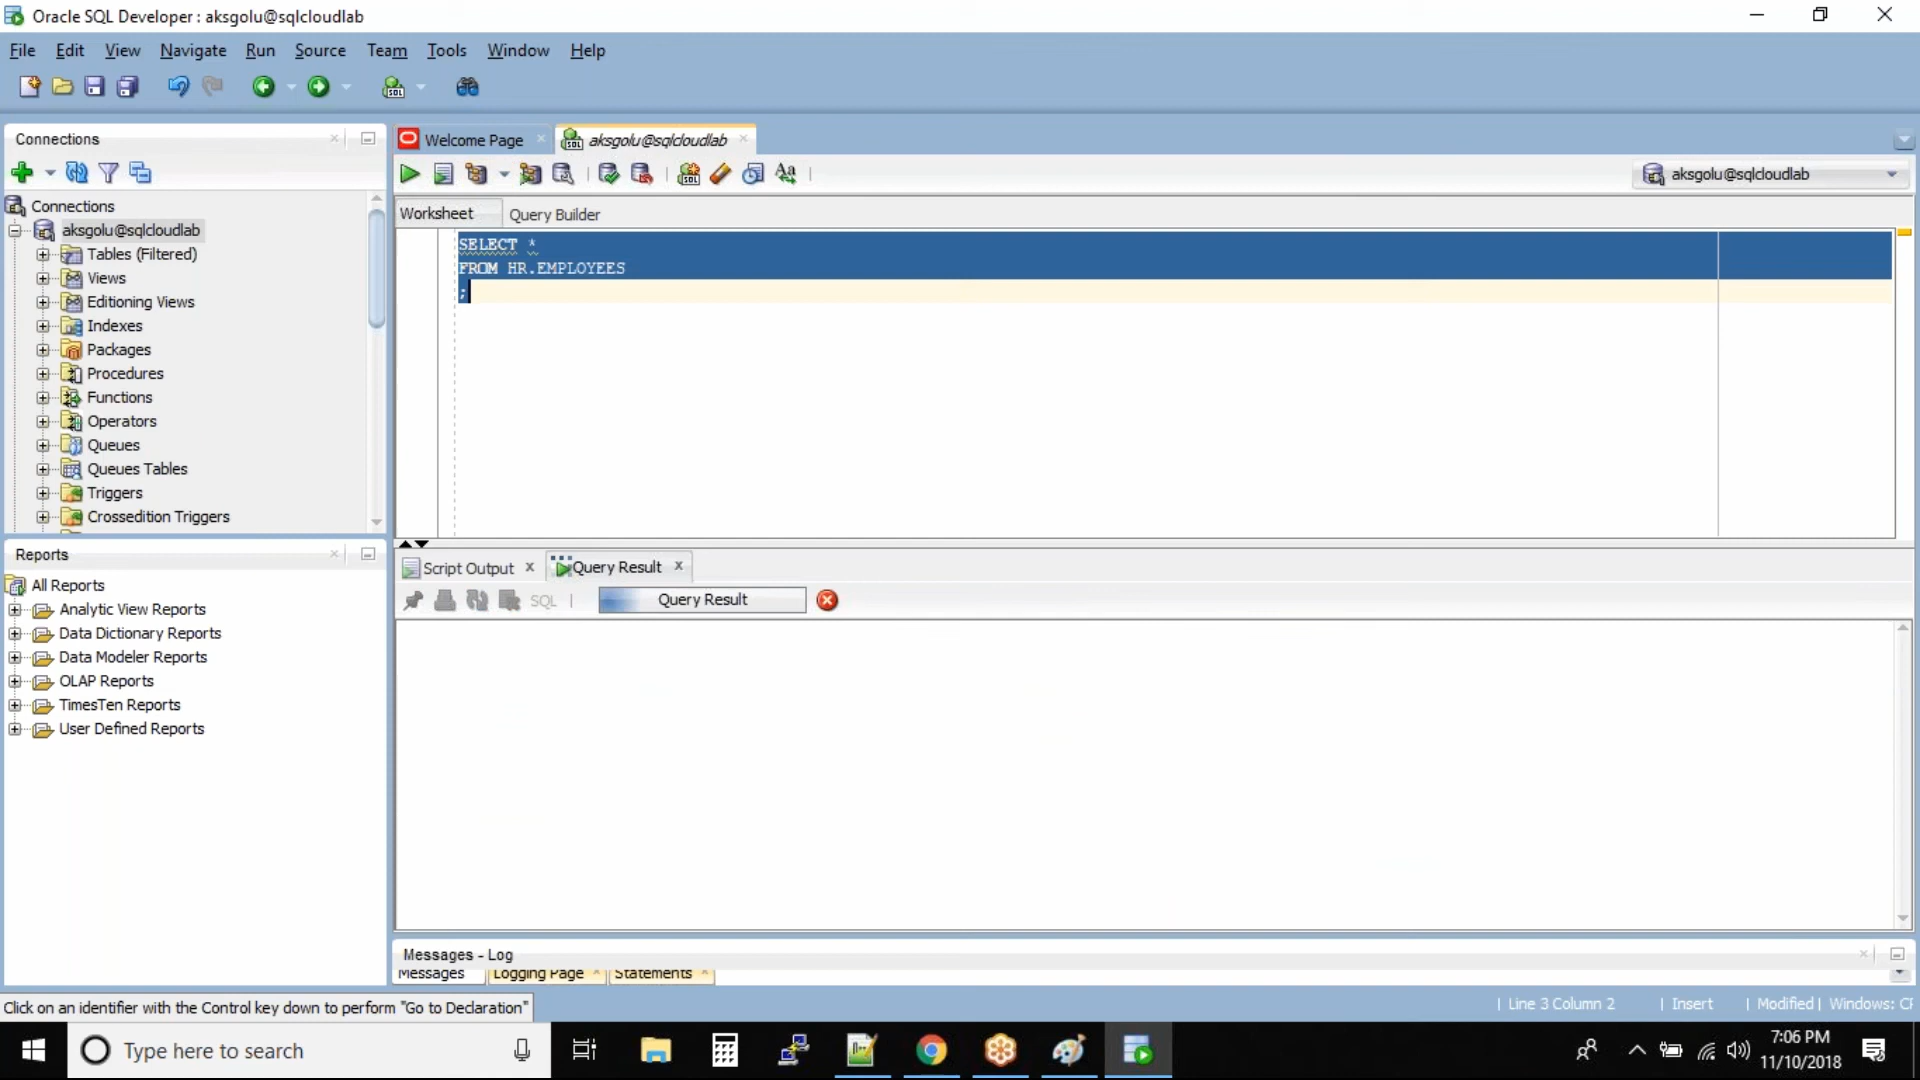 Oracle SQL Developer : aksgolu@sqlcloudlab
File Edit View Navigate Run Source Team Tools Window Help
Connections
Welcome Page
aksgolu@sqlcloudlab
aksgolu@sqlcloudlab
Worksheet
Query Builder
Connections
aksgolu@sqlcloudlab
Tables (Filtered)
Views
Editioning Views
Indexes
Packages
Procedures
Functions
Operators
Queues
Queues Tables
Triggers
Crossedition Triggers
SELECT *
FROM HR.EMPLOYEES
;
Reports
All Reports
Analytic View Reports
Data Dictionary Reports
Data Modeler Reports
OLAP Reports
TimesTen Reports
User Defined Reports
Script Output x
Query Result x
SQL | Query Result
Messages - Log
Messages
Logging Page
Statements
Click on an identifier with the Control key down to perform "Go to Declaration"
| Line 3 Column 2 | Insert | Modified | Windows: CF
Type here to search
7:06 PM
11/10/2018